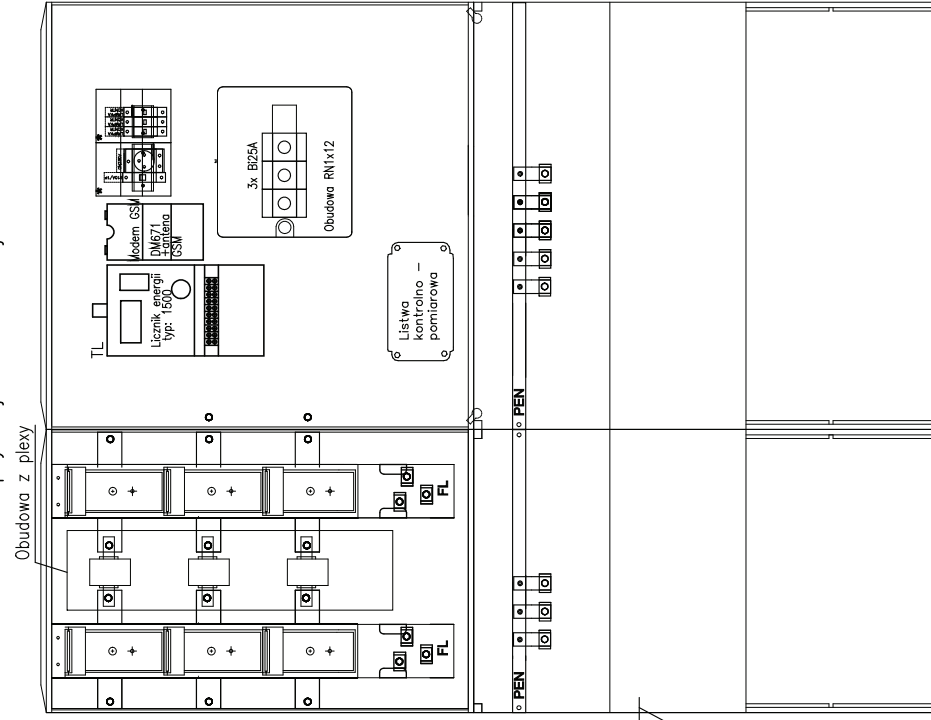 3x Bi25A
Obudowa RN1x12
Modem GSM
DM671
+antena
GSM
Licznik energii
typ: 1500
TL
Listwa
kontrolno –
pomiarowa
PEN
Obudowa z plexy
FL
FL
PEN